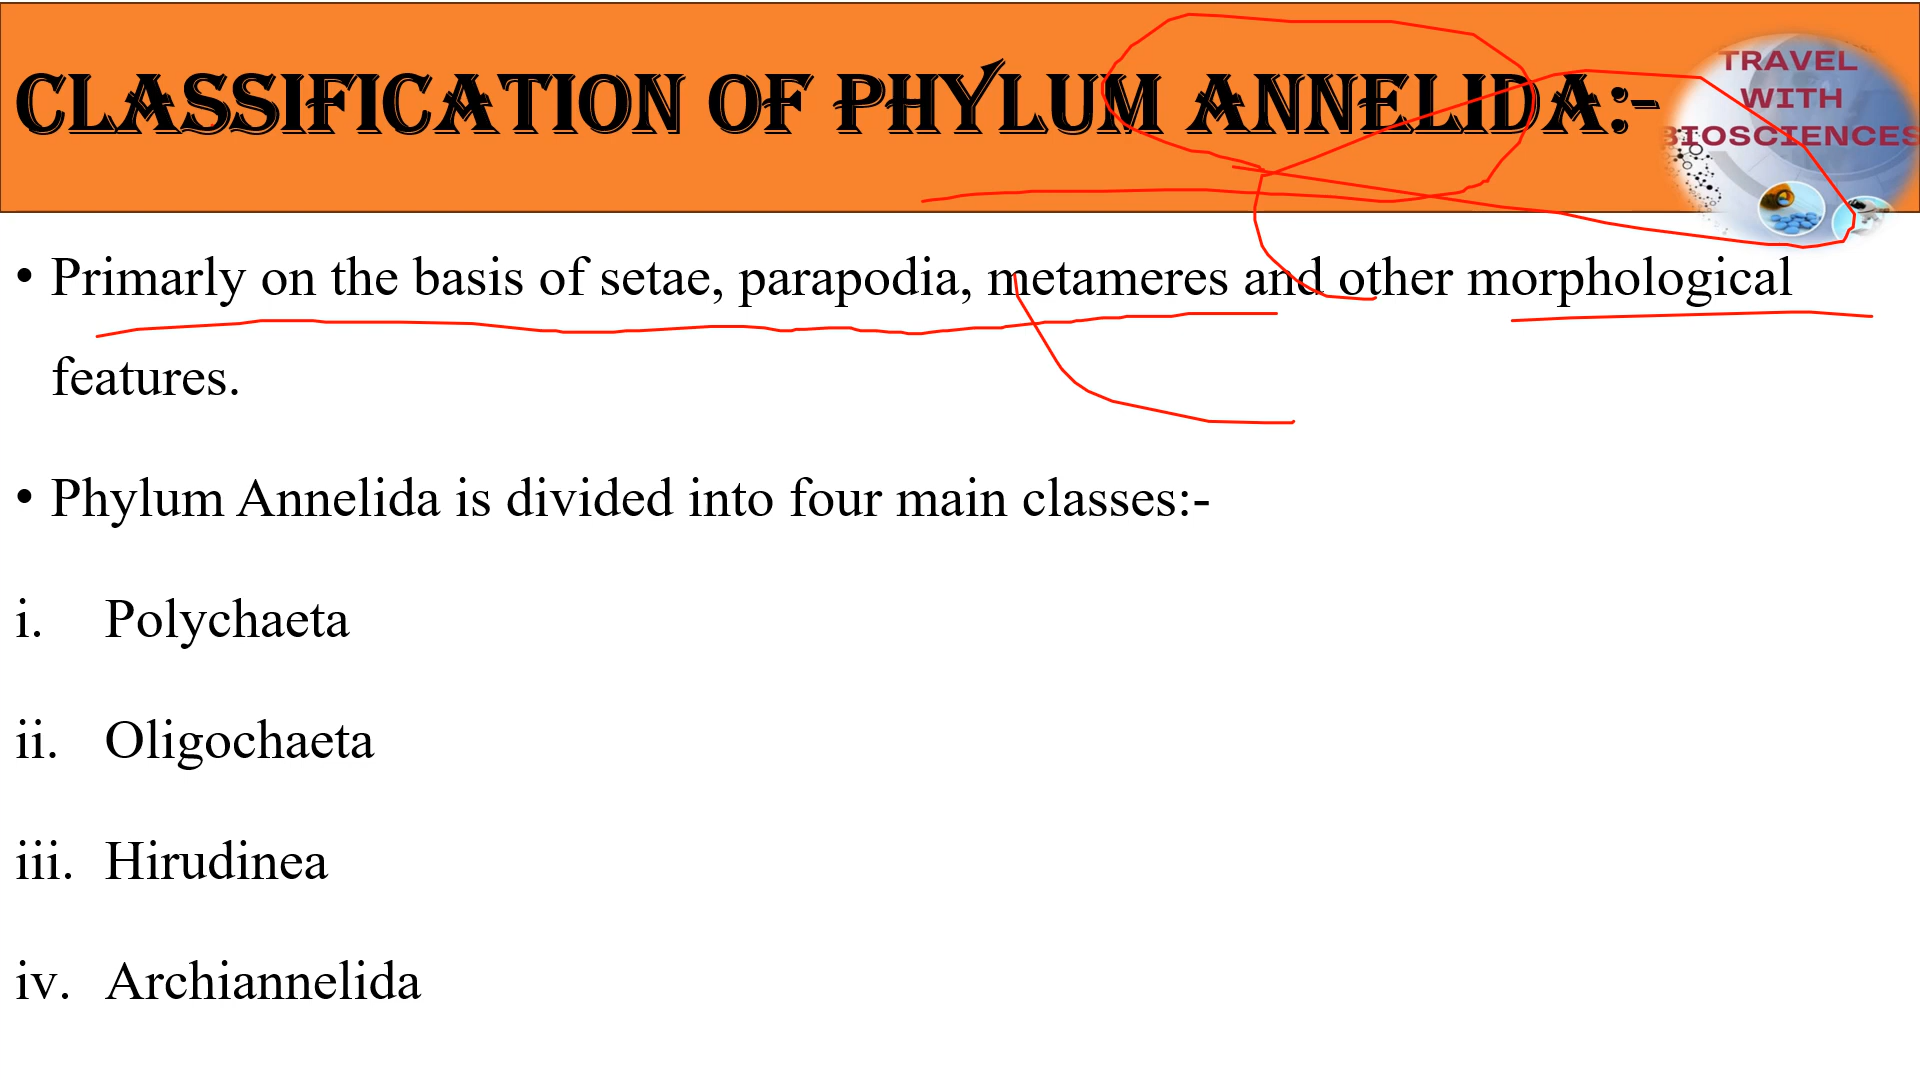 CLASSIFICATION OF PHYLUM ANNELIDA:-
TRAVEL
WITH
BIOSCIENCES
• Primarly on the basis of setae, parapodia, metameres and other morphological
features.
• Phylum Annelida is divided into four main classes:-
i. Polychaeta
ii. Oligochaeta
iii. Hirudinea
iv. Archiannelida